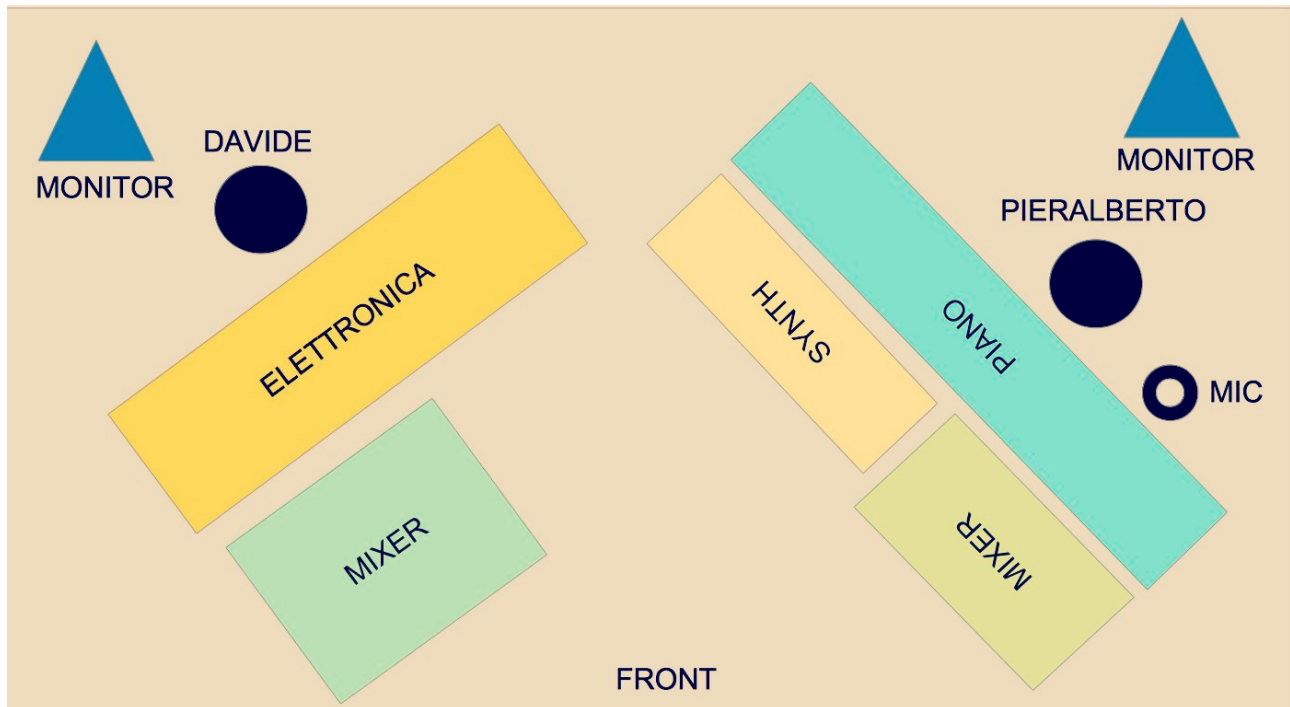 DAVIDE
MONITOR
MONITOR
PIERALBERTO
ELETTRONICA
SYNTH
PIANO
MIC
MIXER
MIXER
FRONT